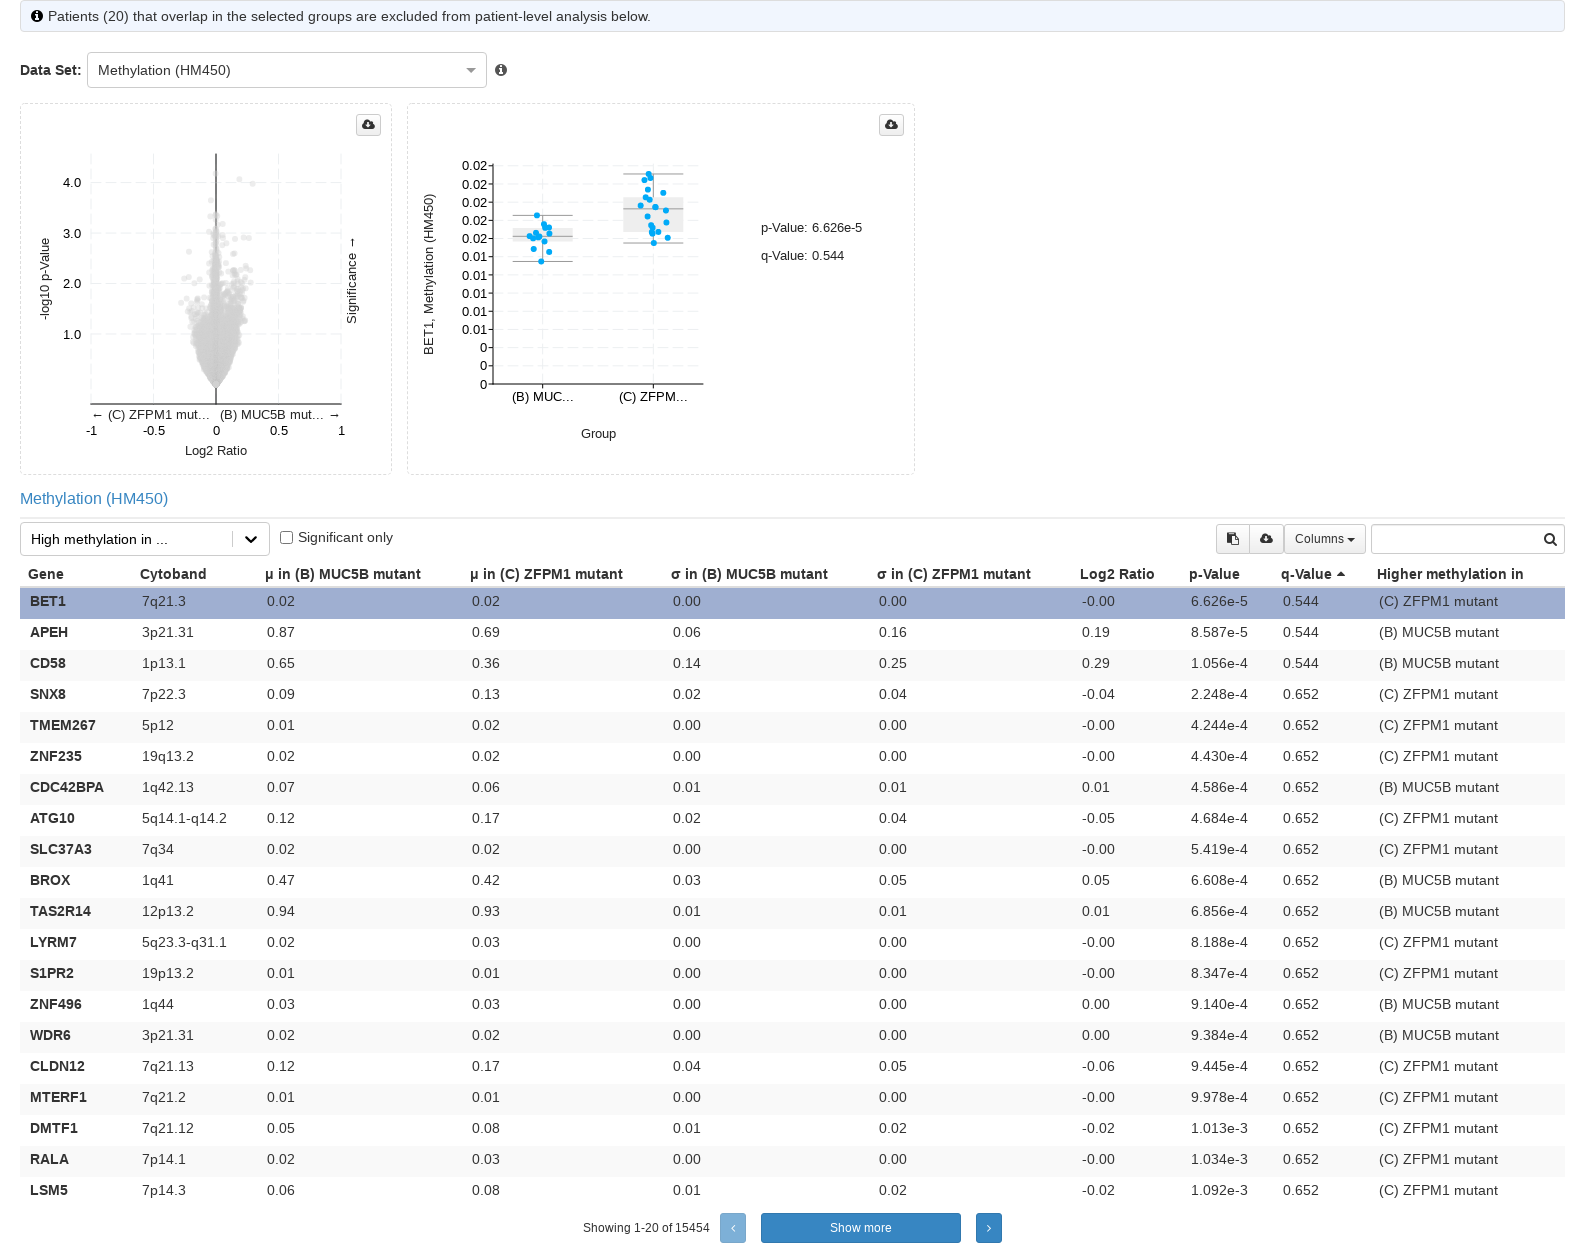 Patients (20) that overlap in the selected groups are excluded from patient-level analysis below.
Data Set: Methylation (HM450)
4.0
3.0
2.0
1.0
-log10 p-Value
Significance →
← (C) ZFPM1 mut... (B) MUC5B mut... →
-1 -0.5 0 0.5 1
Log2 Ratio
0.02
0.02
0.02
0.02
0.02
0.01
0.01
0.01
0.01
0.01
0
0
0
BET1, Methylation (HM450)
(B) MUC... (C) ZFPM...
Group
p-Value: 6.626e-5
q-Value: 0.544
Methylation (HM450)
High methylation in ... Significant only Columns
Gene Cytoband μ in (B) MUC5B mutant μ in (C) ZFPM1 mutant σ in (B) MUC5B mutant σ in (C) ZFPM1 mutant Log2 Ratio p-Value q-Value Higher methylation in
BET1 7q21.3 0.02 0.02 0.00 0.00 -0.00 6.626e-5 0.544 (C) ZFPM1 mutant
APEH 3p21.31 0.87 0.69 0.06 0.16 0.19 8.587e-5 0.544 (B) MUC5B mutant
CD58 1p13.1 0.65 0.36 0.14 0.25 0.29 1.056e-4 0.544 (B) MUC5B mutant
SNX8 7p22.3 0.09 0.13 0.02 0.04 -0.04 2.248e-4 0.652 (C) ZFPM1 mutant
TMEM267 5p12 0.01 0.02 0.00 0.00 -0.00 4.244e-4 0.652 (C) ZFPM1 mutant
ZNF235 19q13.2 0.02 0.02 0.00 0.00 -0.00 4.430e-4 0.652 (C) ZFPM1 mutant
CDC42BPA 1q42.13 0.07 0.06 0.01 0.01 0.01 4.586e-4 0.652 (B) MUC5B mutant
ATG10 5q14.1-q14.2 0.12 0.17 0.02 0.04 -0.05 4.684e-4 0.652 (C) ZFPM1 mutant
SLC37A3 7q34 0.02 0.02 0.00 0.00 -0.00 5.419e-4 0.652 (C) ZFPM1 mutant
BROX 1q41 0.47 0.42 0.03 0.05 0.05 6.608e-4 0.652 (B) MUC5B mutant
TAS2R14 12p13.2 0.94 0.93 0.01 0.01 0.01 6.856e-4 0.652 (B) MUC5B mutant
LYRM7 5q23.3-q31.1 0.02 0.03 0.00 0.00 -0.00 8.188e-4 0.652 (C) ZFPM1 mutant
S1PR2 19p13.2 0.01 0.01 0.00 0.00 -0.00 8.347e-4 0.652 (C) ZFPM1 mutant
ZNF496 1q44 0.03 0.03 0.00 0.00 0.00 9.140e-4 0.652 (B) MUC5B mutant
WDR6 3p21.31 0.02 0.02 0.00 0.00 0.00 9.384e-4 0.652 (B) MUC5B mutant
CLDN12 7q21.13 0.12 0.17 0.04 0.05 -0.06 9.445e-4 0.652 (C) ZFPM1 mutant
MTERF1 7q21.2 0.01 0.01 0.00 0.00 -0.00 9.978e-4 0.652 (C) ZFPM1 mutant
DMTF1 7q21.12 0.05 0.08 0.01 0.02 -0.02 1.013e-3 0.652 (C) ZFPM1 mutant
RALA 7p14.1 0.02 0.03 0.00 0.00 -0.00 1.034e-3 0.652 (C) ZFPM1 mutant
LSM5 7p14.3 0.06 0.08 0.01 0.02 -0.02 1.092e-3 0.652 (C) ZFPM1 mutant
Showing 1-20 of 15454 ‹ Show more ›